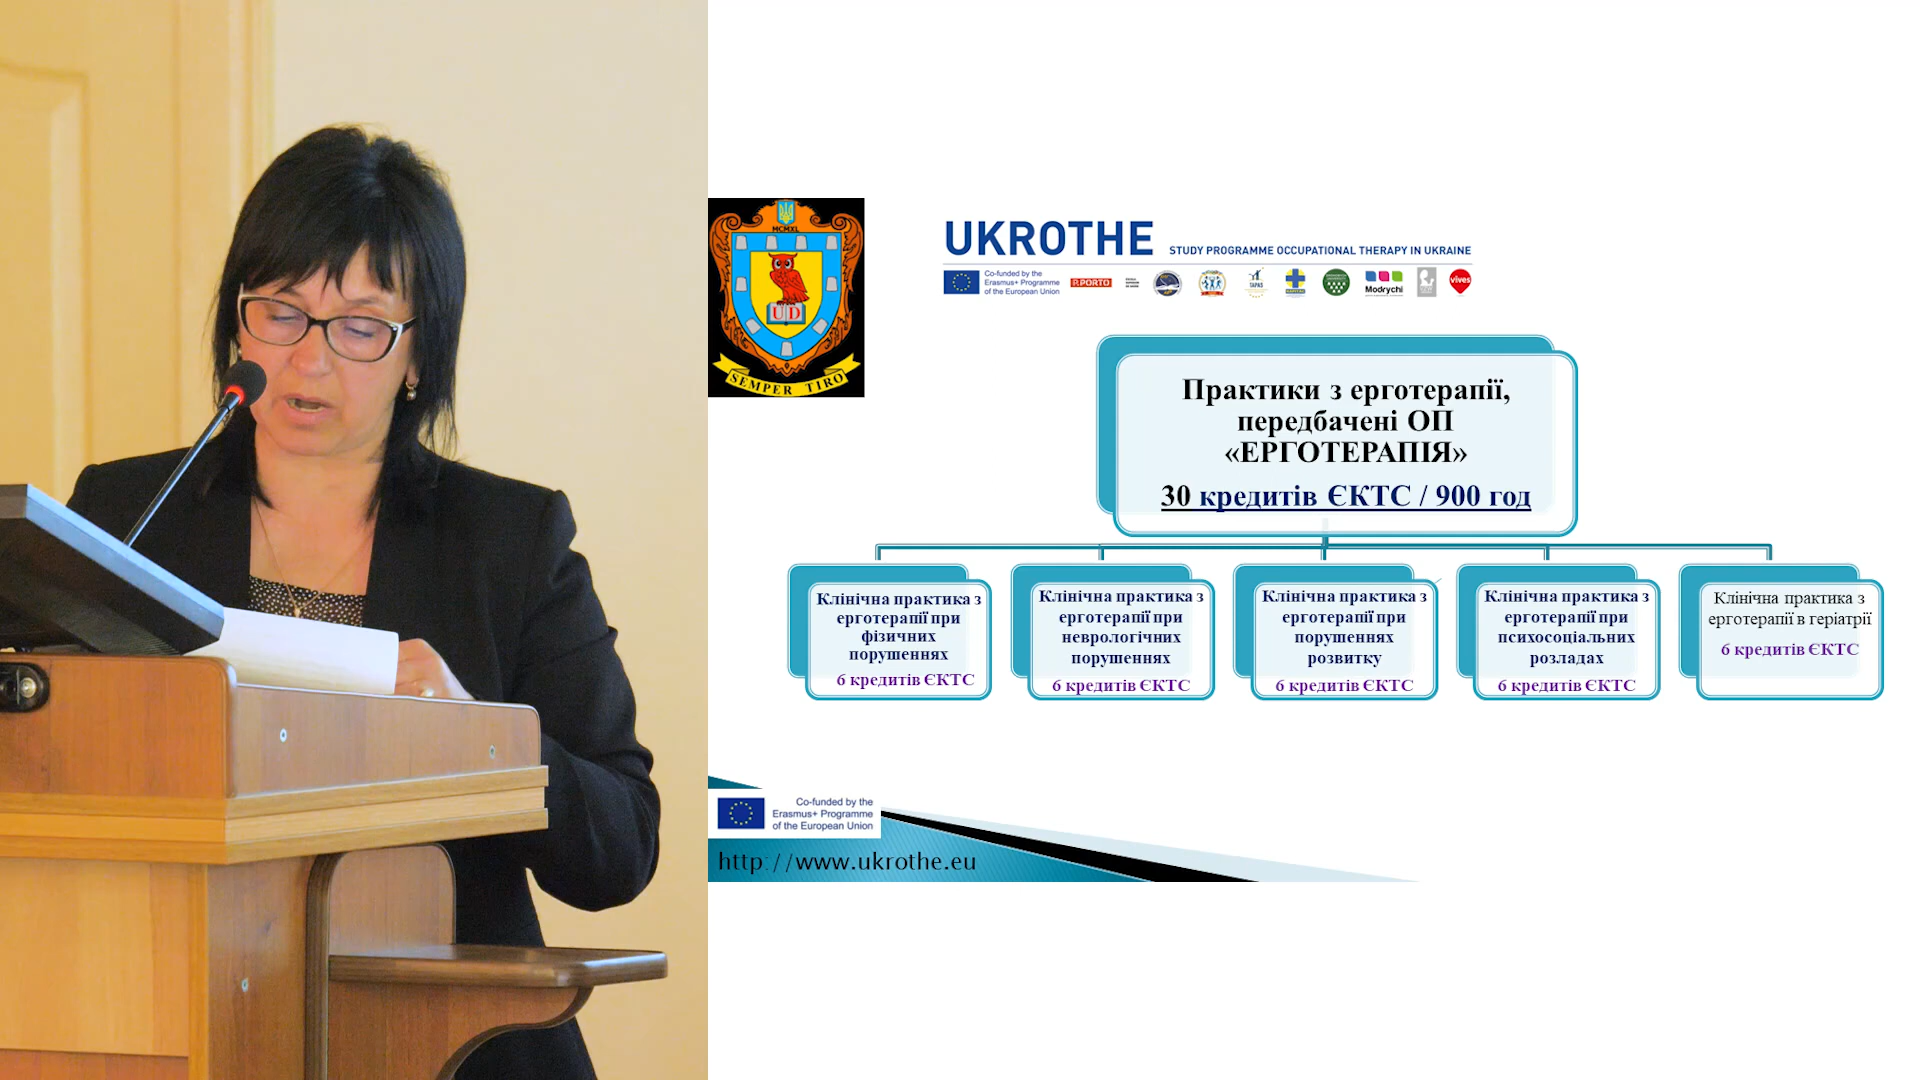 MCMXL
UD
SEMPER TIRO
UKROTHE
STUDY PROGRAMME OCCUPATIONAL THERAPY IN UKRAINE
Co-funded by the
Erasmus+ Programme
of the European Union
P.PORTO
TAPAS
Modrychi
vives
Практики з ерготерапії,
передбачені ОП
«ЕРГОТЕРАПІЯ»
30 кредитів ЄКТС / 900 год
Клінічна практика з
ерготерапії при
фізичних
порушеннях
6 кредитів ЄКТС
Клінічна практика з
ерготерапії при
неврологічних
порушеннях
6 кредитів ЄКТС
Клінічна практика з
ерготерапії при
порушеннях
розвитку
6 кредитів ЄКТС
Клінічна практика з
ерготерапії при
психосоціальних
розладах
6 кредитів ЄКТС
Клінічна практика з
ерготерапії в геріатрії
6 кредитів ЄКТС
Co-funded by the
Erasmus+ Programme
of the European Union
http://www.ukrothe.eu